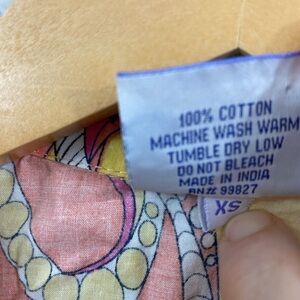 100% COTTON
MACHINE WASH WARM
TUMBLE DRY LOW
DO NOT BLEACH
MADE IN INDIA
RN# 99827
XS